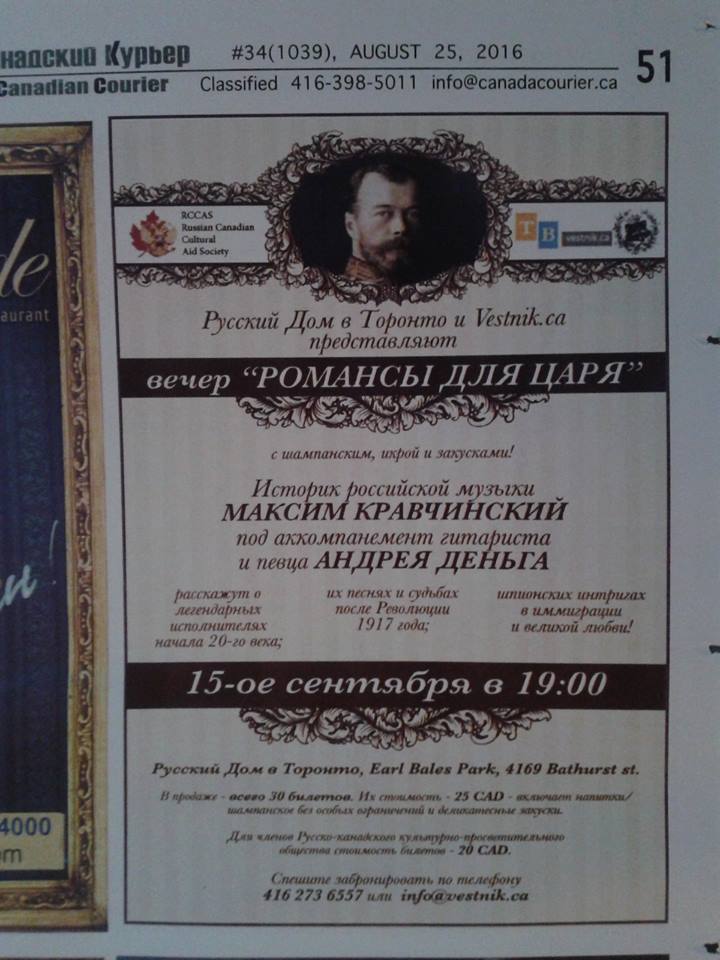 надский Курьер
#34(1039), AUGUST 25, 2016
51
Canadian Courier
Classified 416-398-5011 info@canadacourier.ca
de
aurant
4000
RCCAS
Russian Canadian
Cultural
Aid Society
Т В vestnik.ca
Русский Дом в Торонто и Vestnik.ca
представляют
вечер “РОМАНСЫ ДЛЯ ЦАРЯ”
с шампанским, икрой и закусками!
Историк российской музыки
МАКСИМ КРАВЧИНСКИЙ
под аккомпанемент гитариста
и певца АНДРЕЯ ДЕНЬГА
расскажут о
легендарных
исполнителях
начала 20-го века;
их песнях и судьбах
после Революции
1917 года;
шпионских интригах
в иммиграции
и великой любви!
15-ое сентября в 19:00
Русский Дом в Торонто, Earl Bales Park, 4169 Bathurst st.
В продаже - всего 30 билетов. Их стоимость - 25 CAD - включает напитки/
шампанское без особых ограничений и деликатесные закуски.
Для членов Русско-канадского культурно-просветительного
общества стоимость билетов - 20 CAD.
Спешите забронировать по телефону
416 273 6557 или info@vestnik.ca